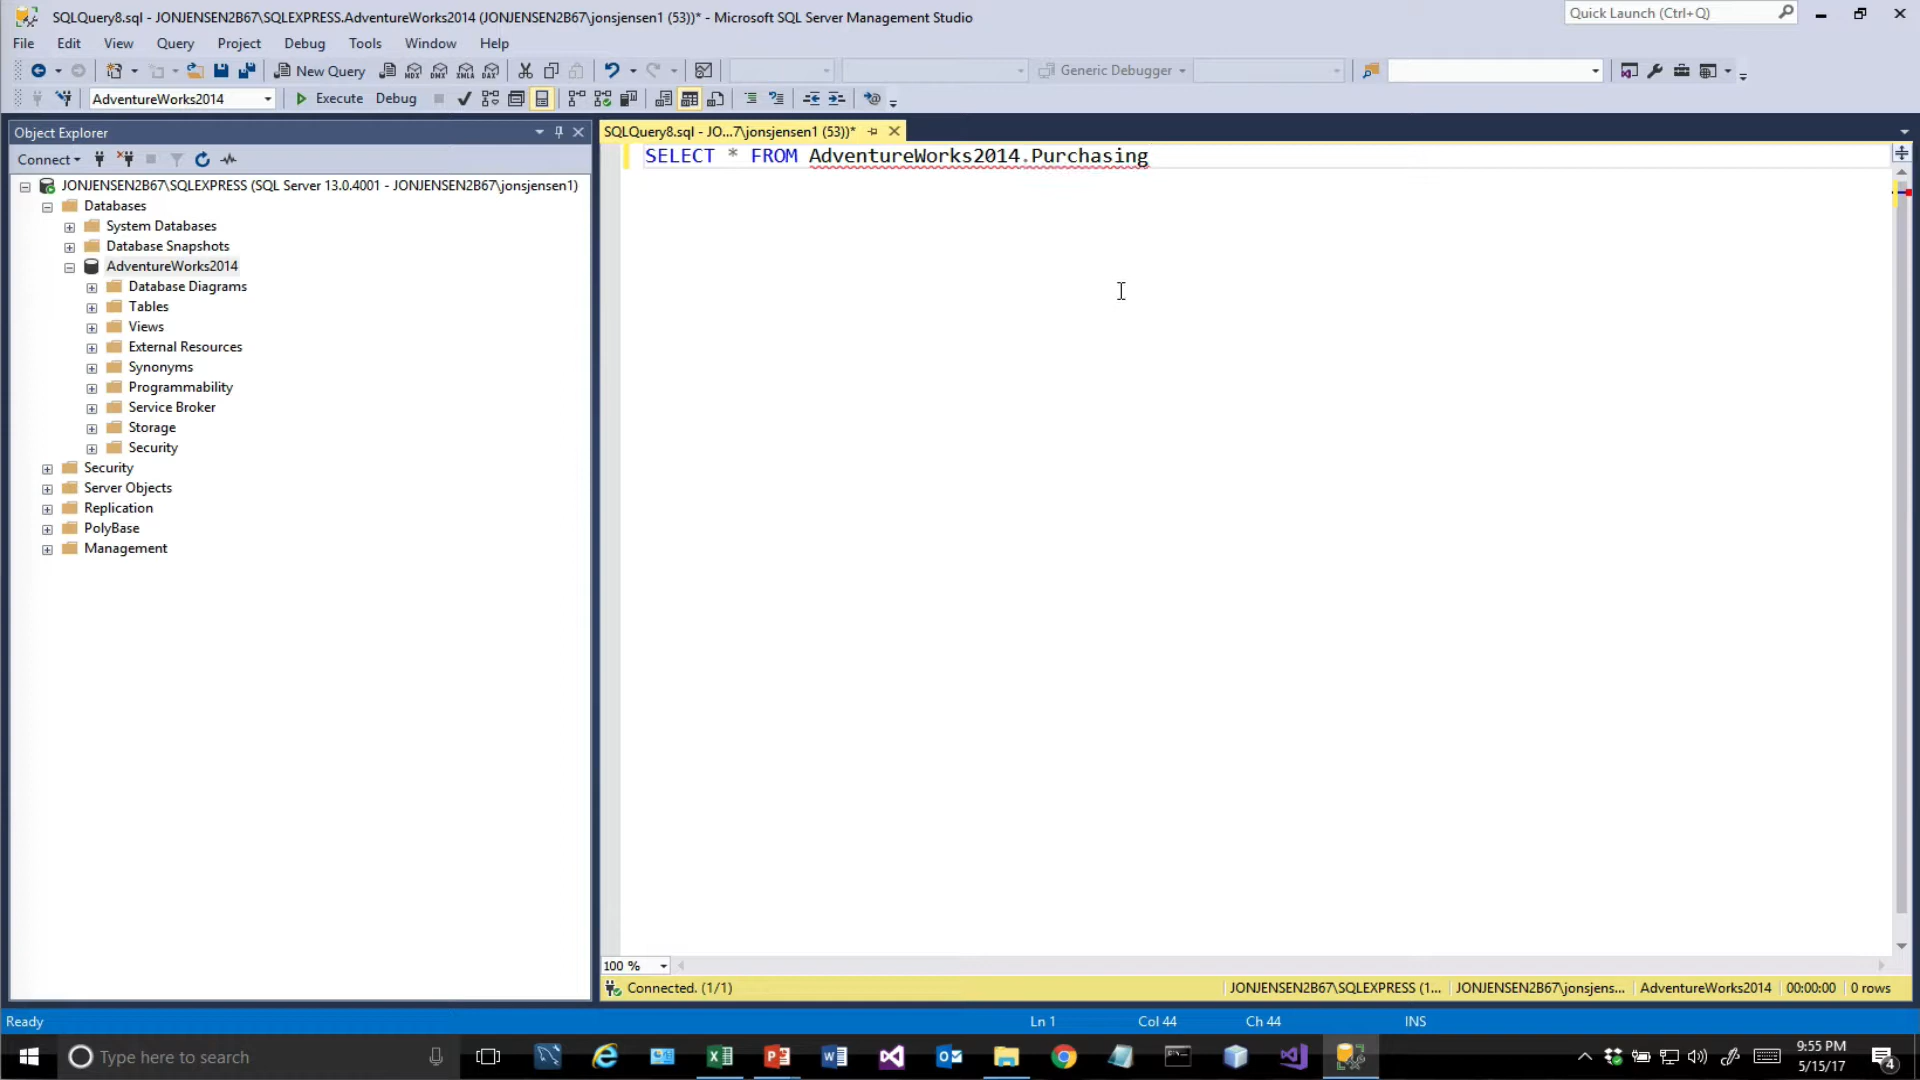 SQLQuery8.sql - JONJENSEN2B67\SQLEXPRESS.AdventureWorks2014 (JONJENSEN2B67\jonsjensen1 (53))* - Microsoft SQL Server Management Studio
Quick Launch (Ctrl+Q)
File Edit View Query Project Debug Tools Window Help
New Query
MDX DMX XMLA DAX
Generic Debugger
AdventureWorks2014
Execute Debug
Object Explorer
SQLQuery8.sql - JO...7\jonsjensen1 (53))*
Connect
JONJENSEN2B67\SQLEXPRESS (SQL Server 13.0.4001 - JONJENSEN2B67\jonsjensen1)
Databases
System Databases
Database Snapshots
AdventureWorks2014
Database Diagrams
Tables
Views
External Resources
Synonyms
Programmability
Service Broker
Storage
Security
Security
Server Objects
Replication
PolyBase
Management
SELECT * FROM AdventureWorks2014.Purchasing
100 %
Connected. (1/1)
JONJENSEN2B67\SQLEXPRESS (1... JONJENSEN2B67\jonsjens... AdventureWorks2014 00:00:00 0 rows
Ready
Ln 1 Col 44 Ch 44 INS
Type here to search
9:55 PM
5/15/17
4